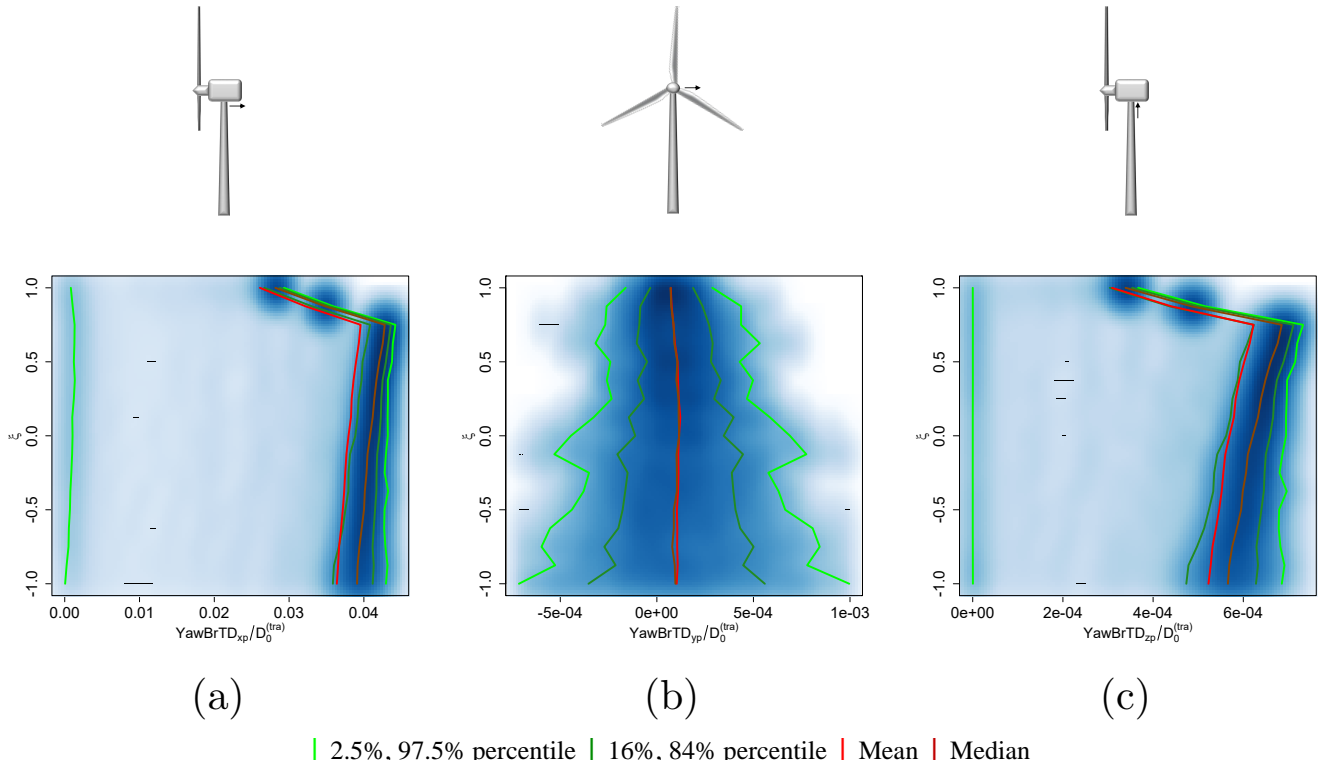 1.0
0.5
0.0
-0.5
-1.0
ξ
0.00 0.01 0.02 0.03 0.04
YawBrTD_xp/D_0^(tra)
(a)
1.0
0.5
0.0
-0.5
-1.0
ξ
-5e-04 0e+00 5e-04 1e-03
YawBrTD_yp/D_0^(tra)
(b)
1.0
0.5
0.0
-0.5
-1.0
ξ
0e+00 2e-04 4e-04 6e-04
YawBrTD_zp/D_0^(tra)
(c)
2.5%, 97.5% percentile 16%, 84% percentile Mean Median